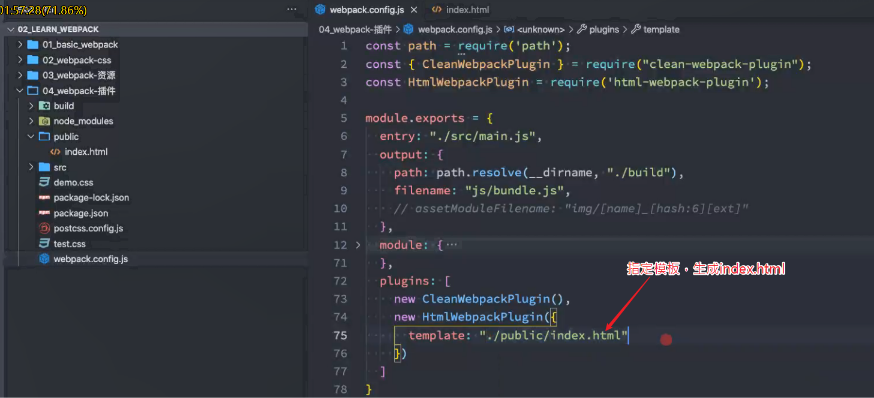 01:57:28(71.86%)
···
webpack.config.js ×
index.html
02_LEARN_WEBPACK
01_basic_webpack
02_webpack-css
03_webpack-资源
04_webpack-插件
build
node_modules
public
index.html
src
demo.css
package-lock.json
package.json
postcss.config.js
test.css
webpack.config.js
04_webpack-插件 > webpack.config.js > <unknown> > plugins > template
1 const path = require('path');
2 const { CleanWebpackPlugin } = require("clean-webpack-plugin");
3 const HtmlWebpackPlugin = require('html-webpack-plugin');
4
5 module.exports = {
6 entry: "./src/main.js",
7 output: {
8 path: path.resolve(__dirname, "./build"),
9 filename: "js/bundle.js",
10 // assetModuleFilename: "img/[name]_[hash:6][ext]"
11 },
12 module: { ···
71 },
72 plugins: [
73 new CleanWebpackPlugin(),
74 new HtmlWebpackPlugin({
75 template: "./public/index.html"
76 })
77 ]
78 }
指定模板，生成index.html